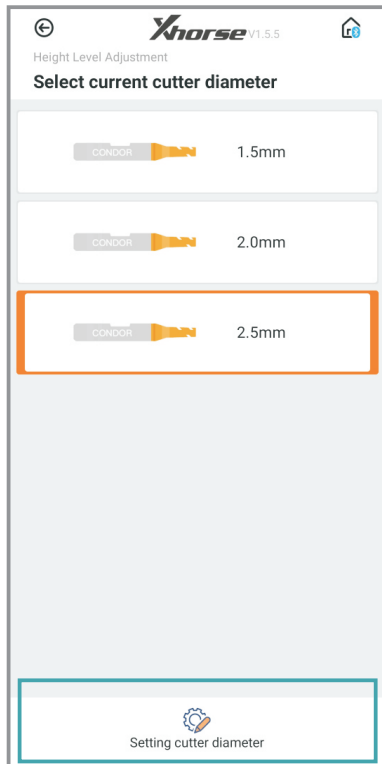 Xhorse V1.5.5
Height Level Adjustment
Select current cutter diameter
CONDOR 1.5mm
CONDOR 2.0mm
CONDOR 2.5mm
Setting cutter diameter